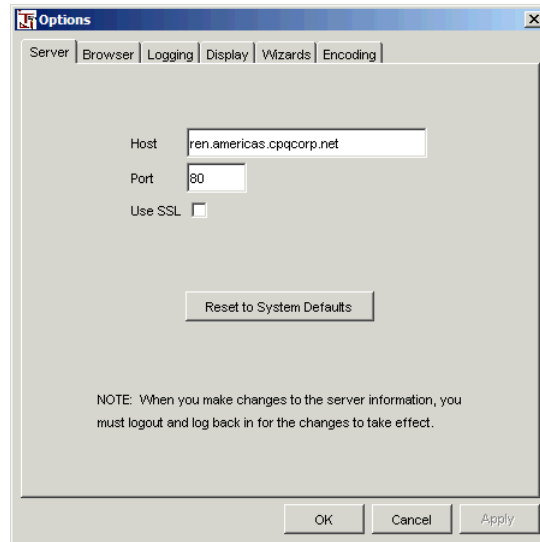 Options
Server Browser Logging Display Wizards Encoding
Host ren.americas.cpqcorp.net
Port 80
Use SSL
Reset to System Defaults
NOTE: When you make changes to the server information, you
must logout and log back in for the changes to take effect.
OK Cancel Apply